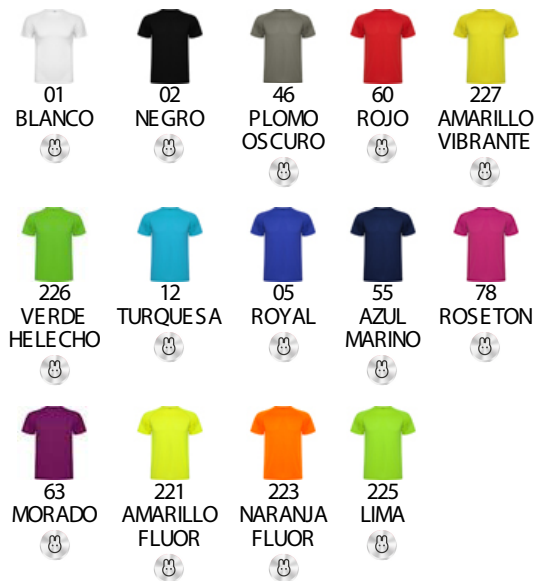 01
BLANCO
02
NEGRO
46
PLOMO
OSCURO
60
ROJO
227
AMARILLO
VIBRANTE
226
VERDE
HELECHO
12
TURQUESA
05
ROYAL
55
AZUL
MARINO
78
ROSETON
63
MORADO
221
AMARILLO
FLUOR
223
NARANJA
FLUOR
225
LIMA